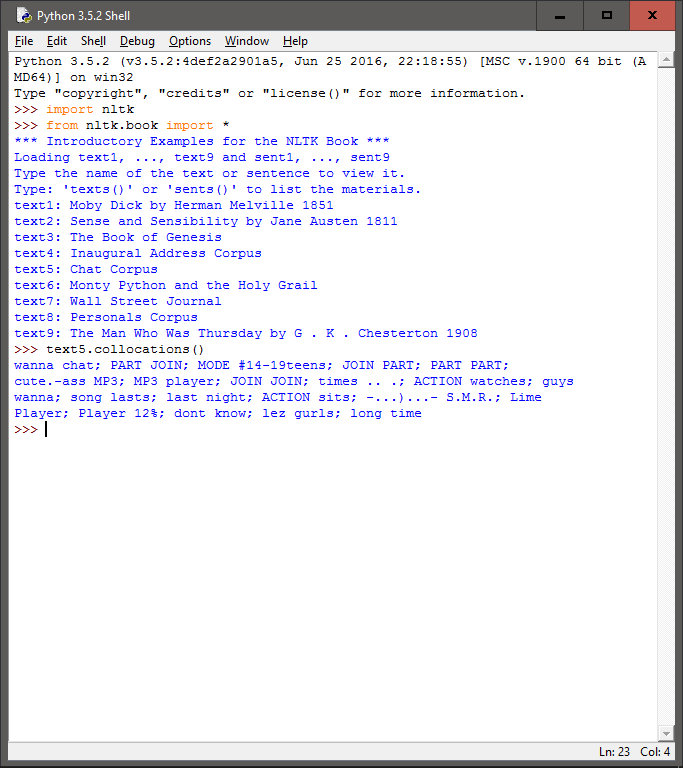 Python 3.5.2 Shell
File Edit Shell Debug Options Window Help
Python 3.5.2 (v3.5.2:4def2a2901a5, Jun 25 2016, 22:18:55) [MSC v.1900 64 bit (A
MD64)] on win32
Type "copyright", "credits" or "license()" for more information.
>>> import nltk
>>> from nltk.book import *
*** Introductory Examples for the NLTK Book ***
Loading text1, ..., text9 and sent1, ..., sent9
Type the name of the text or sentence to view it.
Type: 'texts()' or 'sents()' to list the materials.
text1: Moby Dick by Herman Melville 1851
text2: Sense and Sensibility by Jane Austen 1811
text3: The Book of Genesis
text4: Inaugural Address Corpus
text5: Chat Corpus
text6: Monty Python and the Holy Grail
text7: Wall Street Journal
text8: Personals Corpus
text9: The Man Who Was Thursday by G . K . Chesterton 1908
>>> text5.collocations()
wanna chat; PART JOIN; MODE #14-19teens; JOIN PART; PART PART;
cute.-ass MP3; MP3 player; JOIN JOIN; times .. .; ACTION watches; guys
wanna; song lasts; last night; ACTION sits; -...)...- S.M.R.; Lime
Player; Player 12%; dont know; lez gurls; long time
>>>
Ln: 23 Col: 4